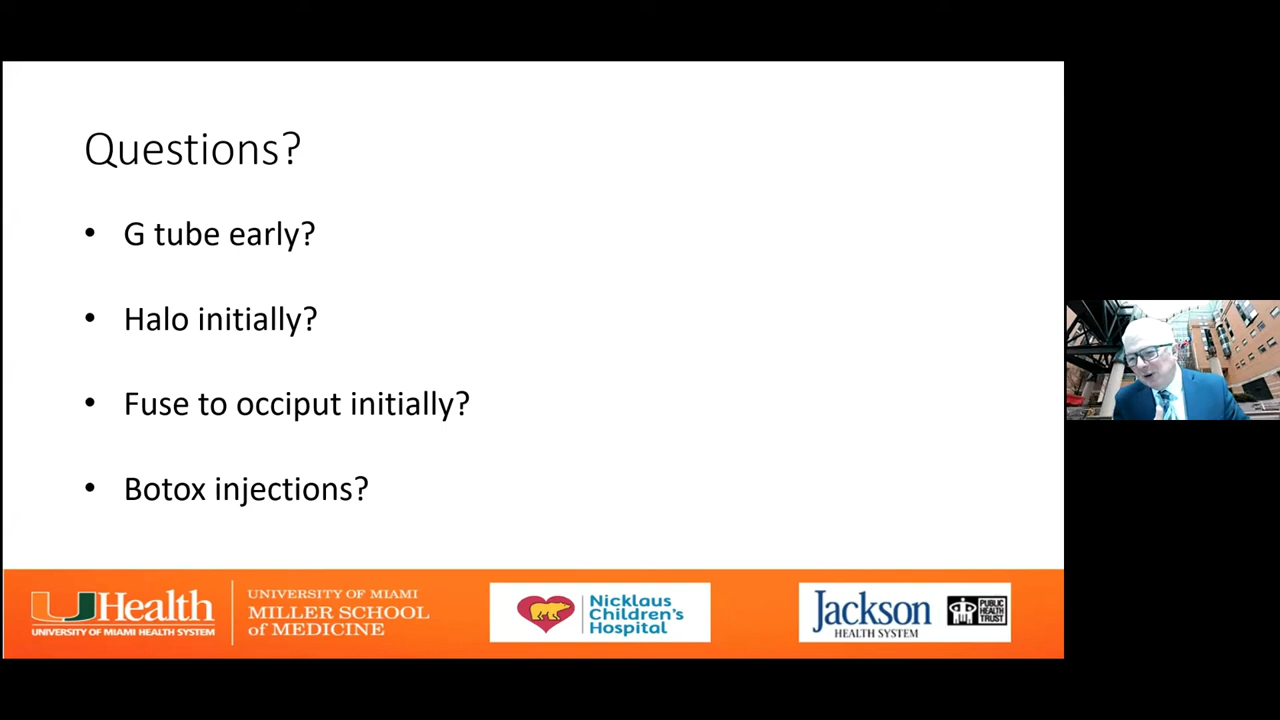 Questions?
• G tube early?
• Halo initially?
• Fuse to occiput initially?
• Botox injections?
UHealth
UNIVERSITY OF MIAMI HEALTH SYSTEM
UNIVERSITY OF MIAMI
MILLER SCHOOL
of MEDICINE
Nicklaus
Children's
Hospital
Jackson
HEALTH SYSTEM
PUBLIC
HEALTH
TRUST